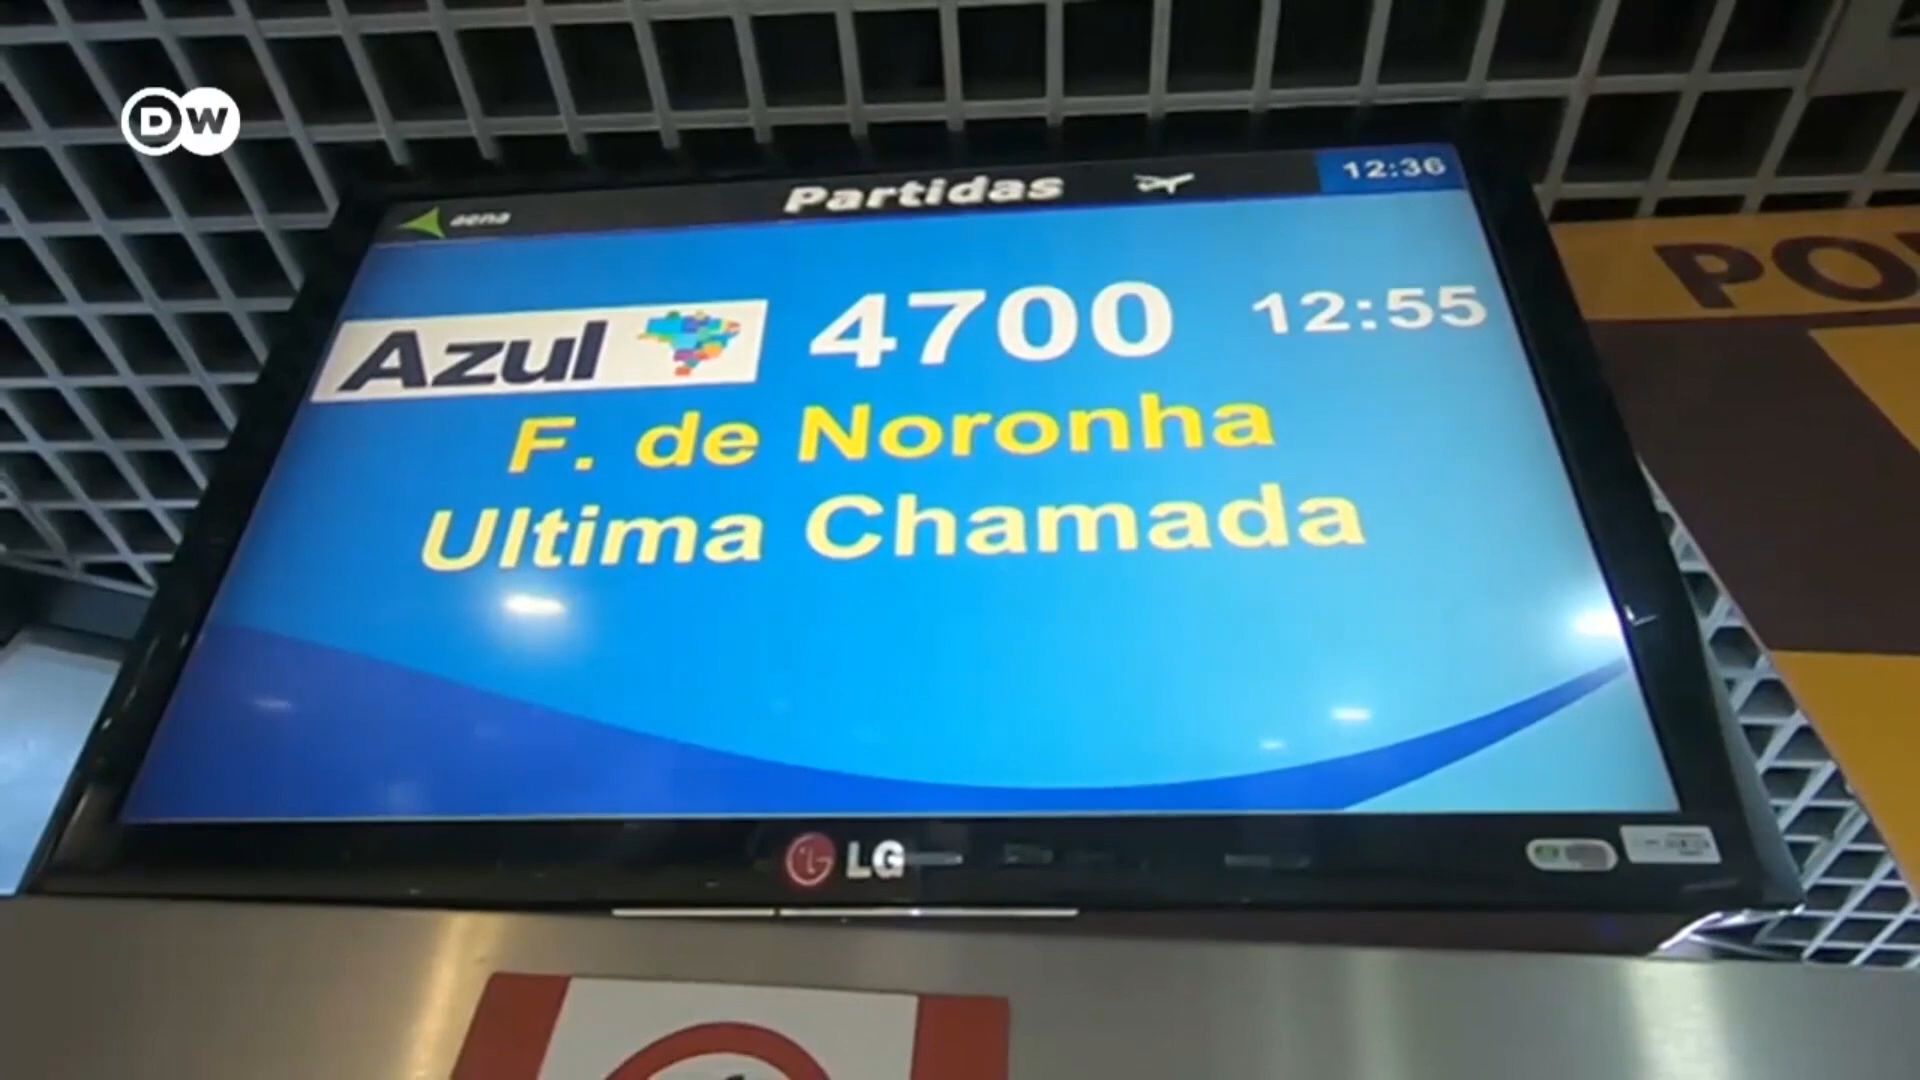 DW
aena Partidas 12:36
Azul 4700 12:55
F. de Noronha
Ultima Chamada
LG